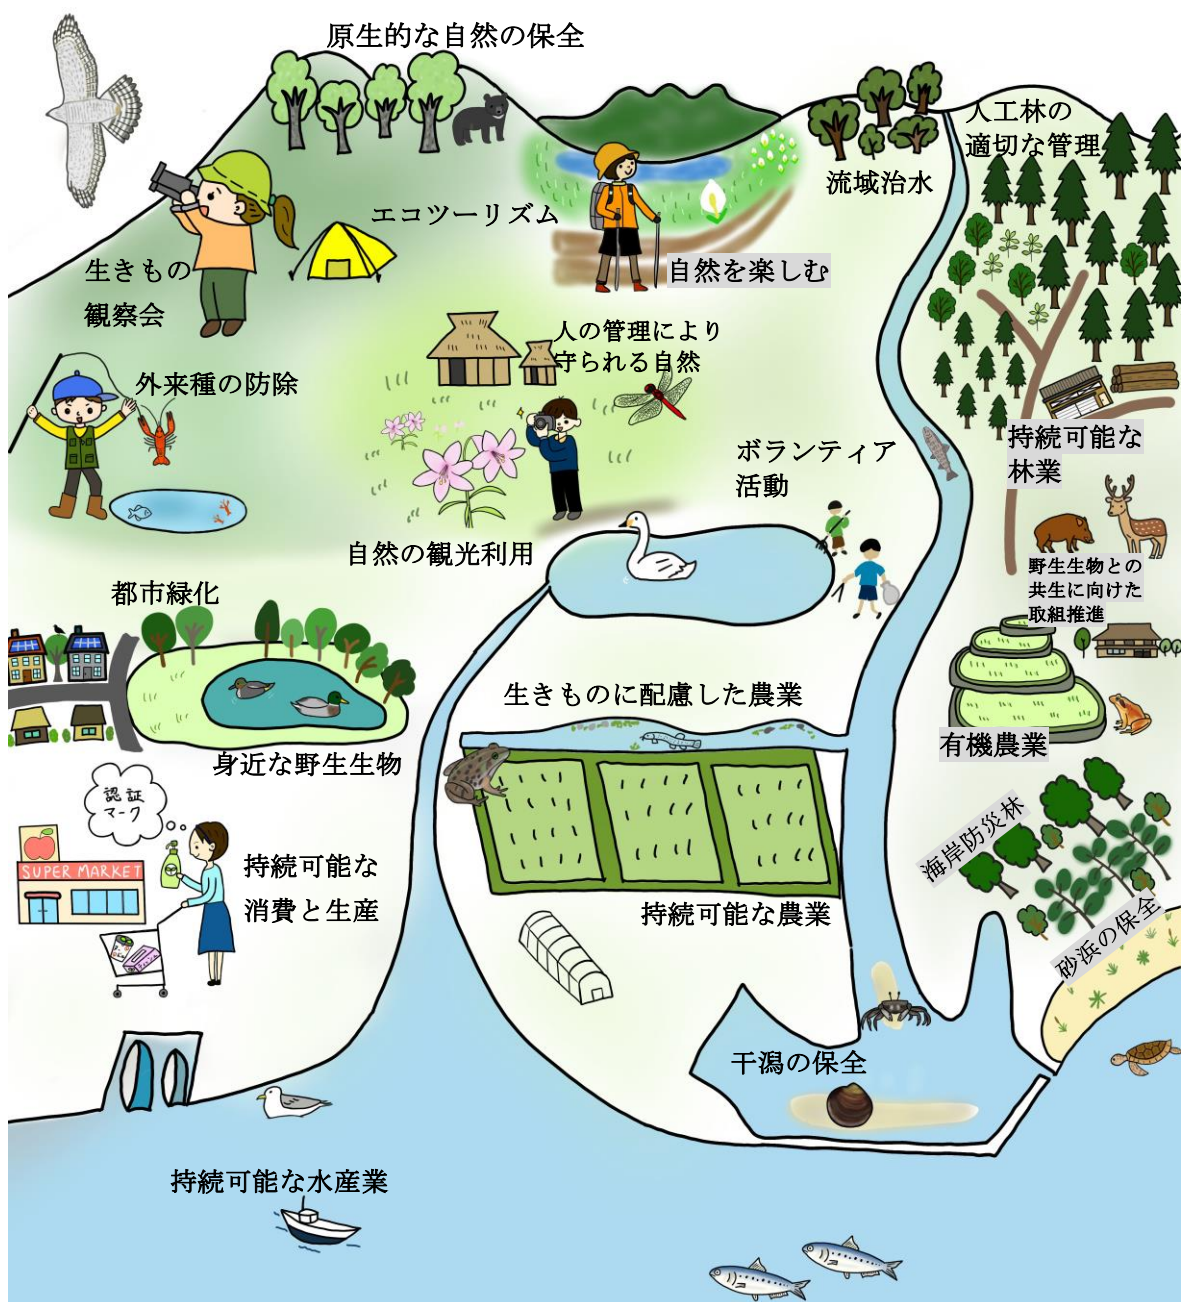 原生的な自然の保全
人工林の
適切な管理
流域治水
エコツーリズム
生きもの
観察会
自然を楽しむ
人の管理により
守られる自然
外来種の防除
持続可能な
林業
ボランティア
活動
自然の観光利用
野生生物との
共生に向けた
取組推進
都市緑化
生きものに配慮した農業
有機農業
身近な野生生物
認証
マーク
SUPER MARKET
持続可能な
消費と生産
海岸防災林
持続可能な農業
砂浜の保全
干潟の保全
持続可能な水産業